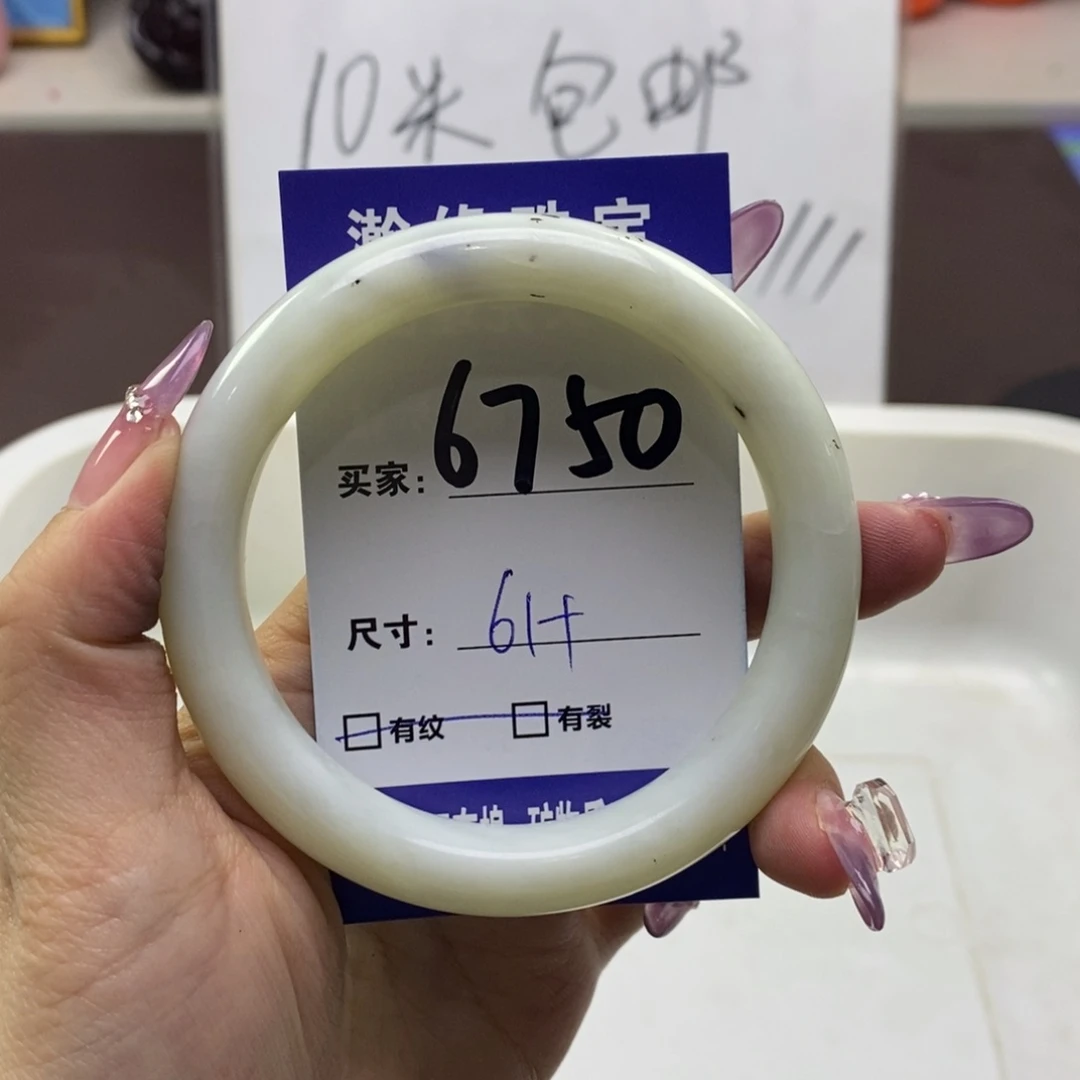 10米 包邮
买家: 6750
尺寸: 61+
有纹 有裂